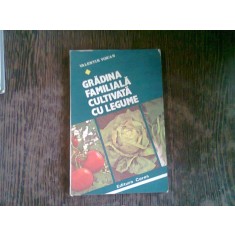 GRĂDINA
FAMILIALĂ
CULTIVATĂ
CU LEGUME
Editura Ceres